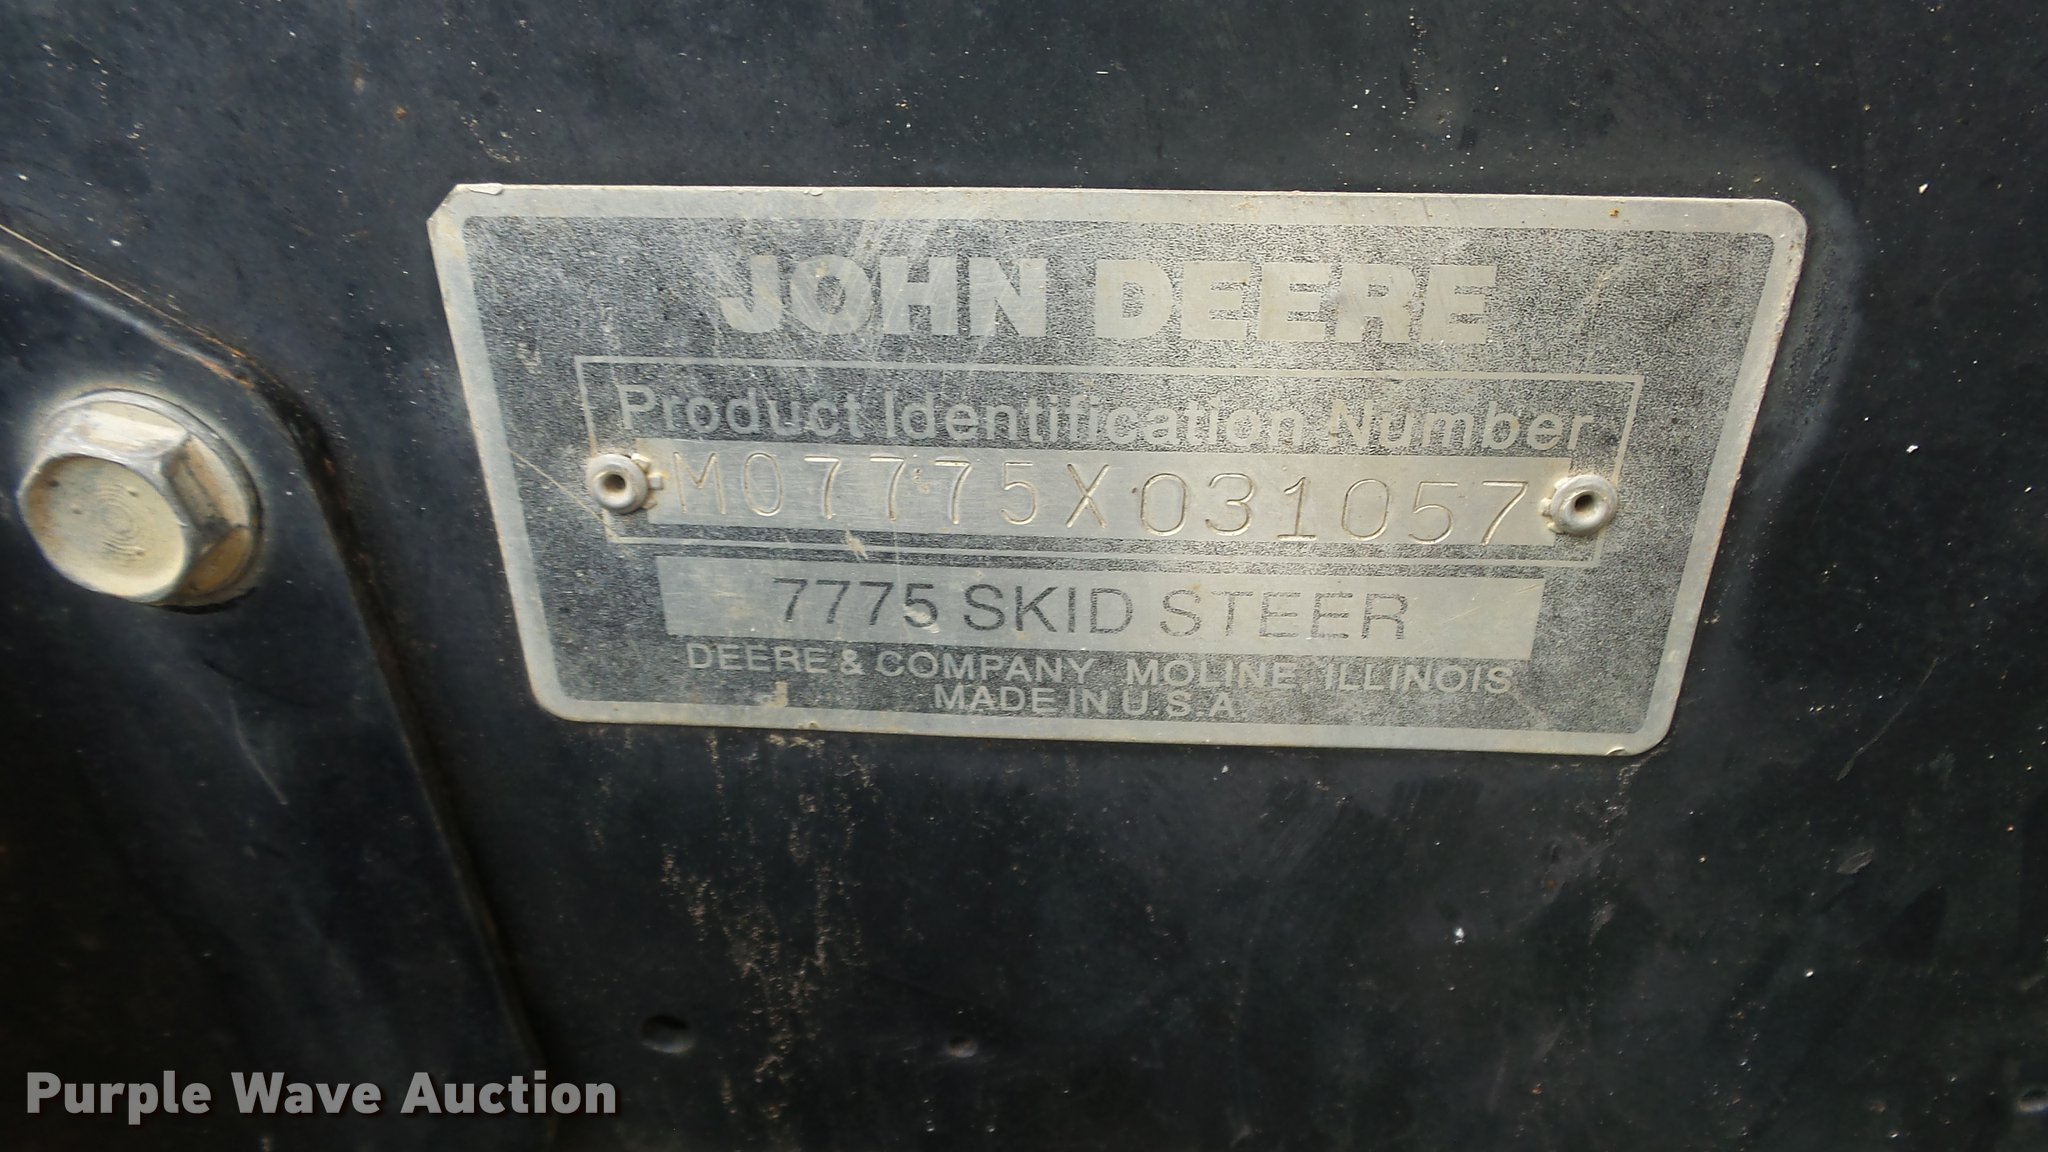 JOHN DEERE
Product Identification Number
M07775X031057
7775 SKID STEER
DEERE & COMPANY MOLINE, ILLINOIS
MADE IN U.S.A.
Purple Wave Auction